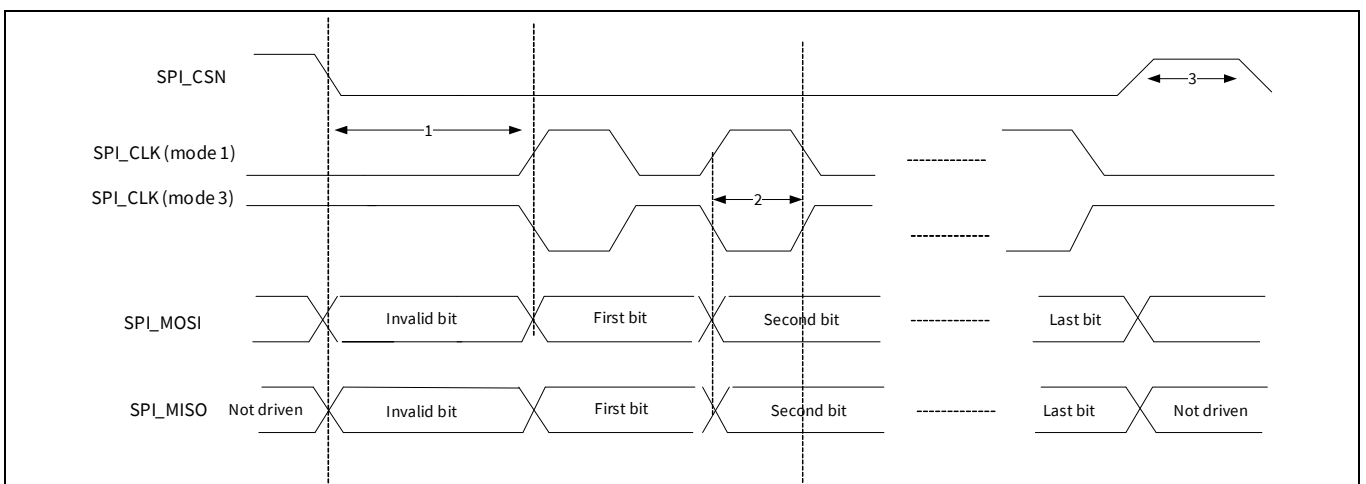 SPI_CSN
3
1
SPI_CLK (mode 1)
SPI_CLK (mode 3)
2
SPI_MOSI Invalid bit First bit Second bit Last bit
SPI_MISO Not driven Invalid bit First bit Second bit Last bit Not driven